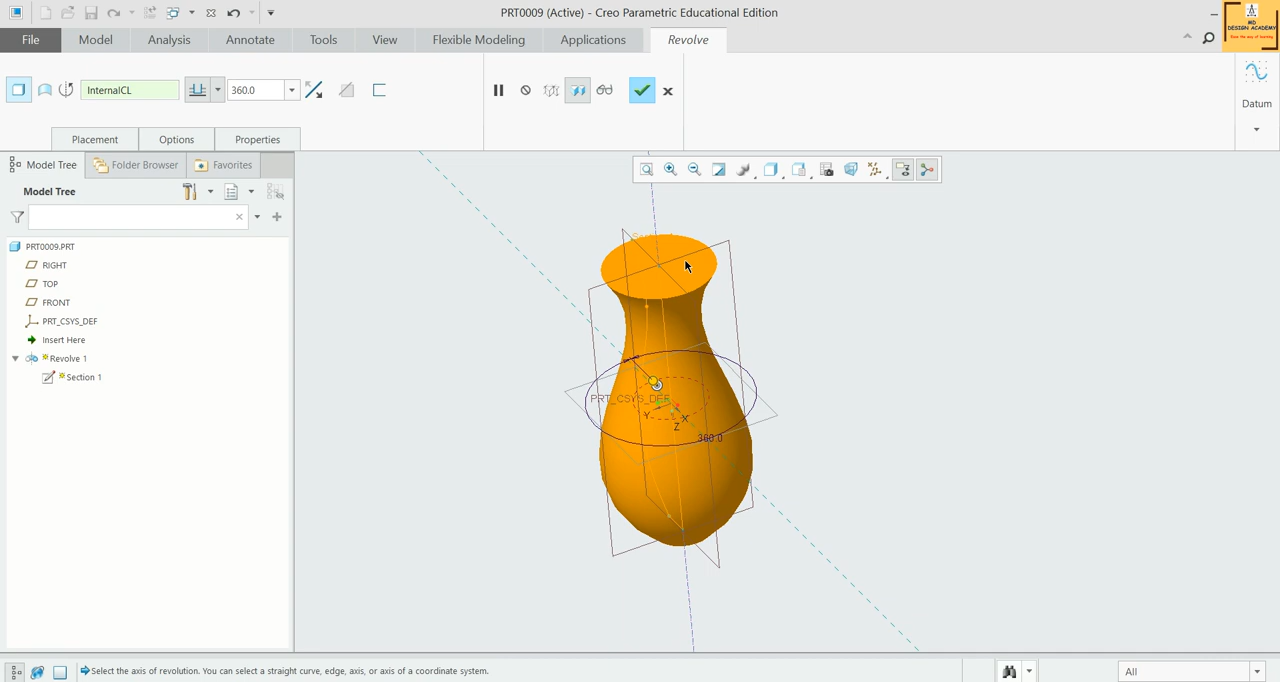 PRT0009 (Active) - Creo Parametric Educational Edition
MD
DESIGN ACADEMY
File
Model
Analysis
Annotate
Tools
View
Flexible Modeling
Applications
Revolve
InternalCL
360.0
Datum
Placement
Options
Properties
Model Tree
Folder Browser
Favorites
Model Tree
PRT0009.PRT
RIGHT
TOP
FRONT
PRT_CSYS_DEF
Insert Here
Revolve 1
Section 1
PRT_CSYS_DEF
Y
X
Z
360.0
Select the axis of revolution. You can select a straight curve, edge, axis, or axis of a coordinate system.
All